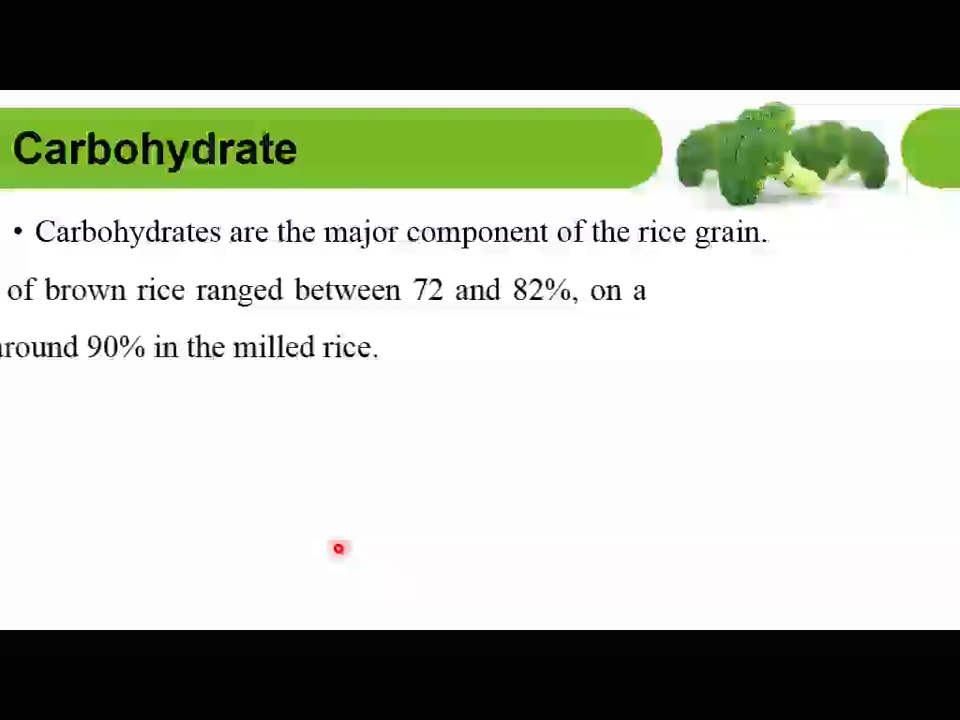 Carbohydrate
• Carbohydrates are the major component of the rice grain.
of brown rice ranged between 72 and 82%, on a
around 90% in the milled rice.